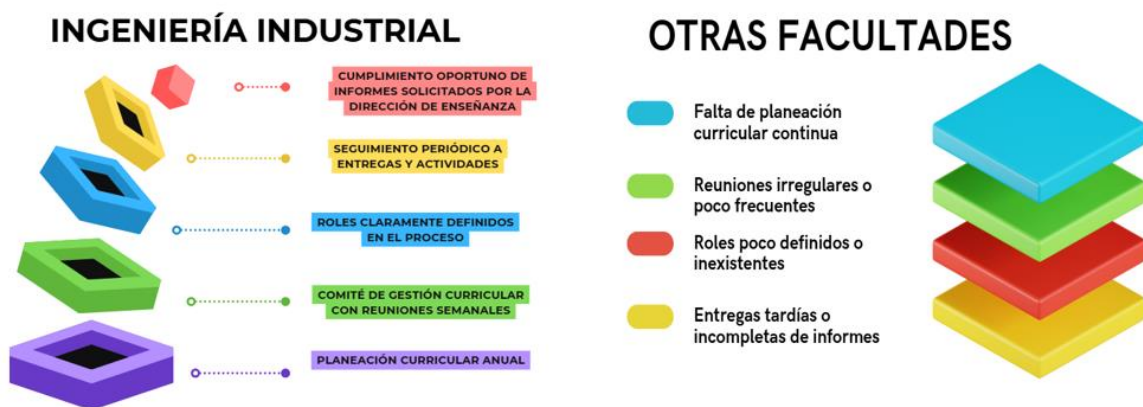 INGENIERÍA INDUSTRIAL
CUMPLIMIENTO OPORTUNO DE
INFORMES SOLICITADOS POR LA
DIRECCIÓN DE ENSEÑANZA
SEGUIMIENTO PERIÓDICO A
ENTREGAS Y ACTIVIDADES
ROLES CLARAMENTE DEFINIDOS
EN EL PROCESO
COMITÉ DE GESTIÓN CURRICULAR
CON REUNIONES SEMANALES
PLANEACIÓN CURRICULAR ANUAL
OTRAS FACULTADES
Falta de planeación
curricular continua
Reuniones irregulares o
poco frecuentes
Roles poco definidos o
inexistentes
Entregas tardías o
incompletas de informes